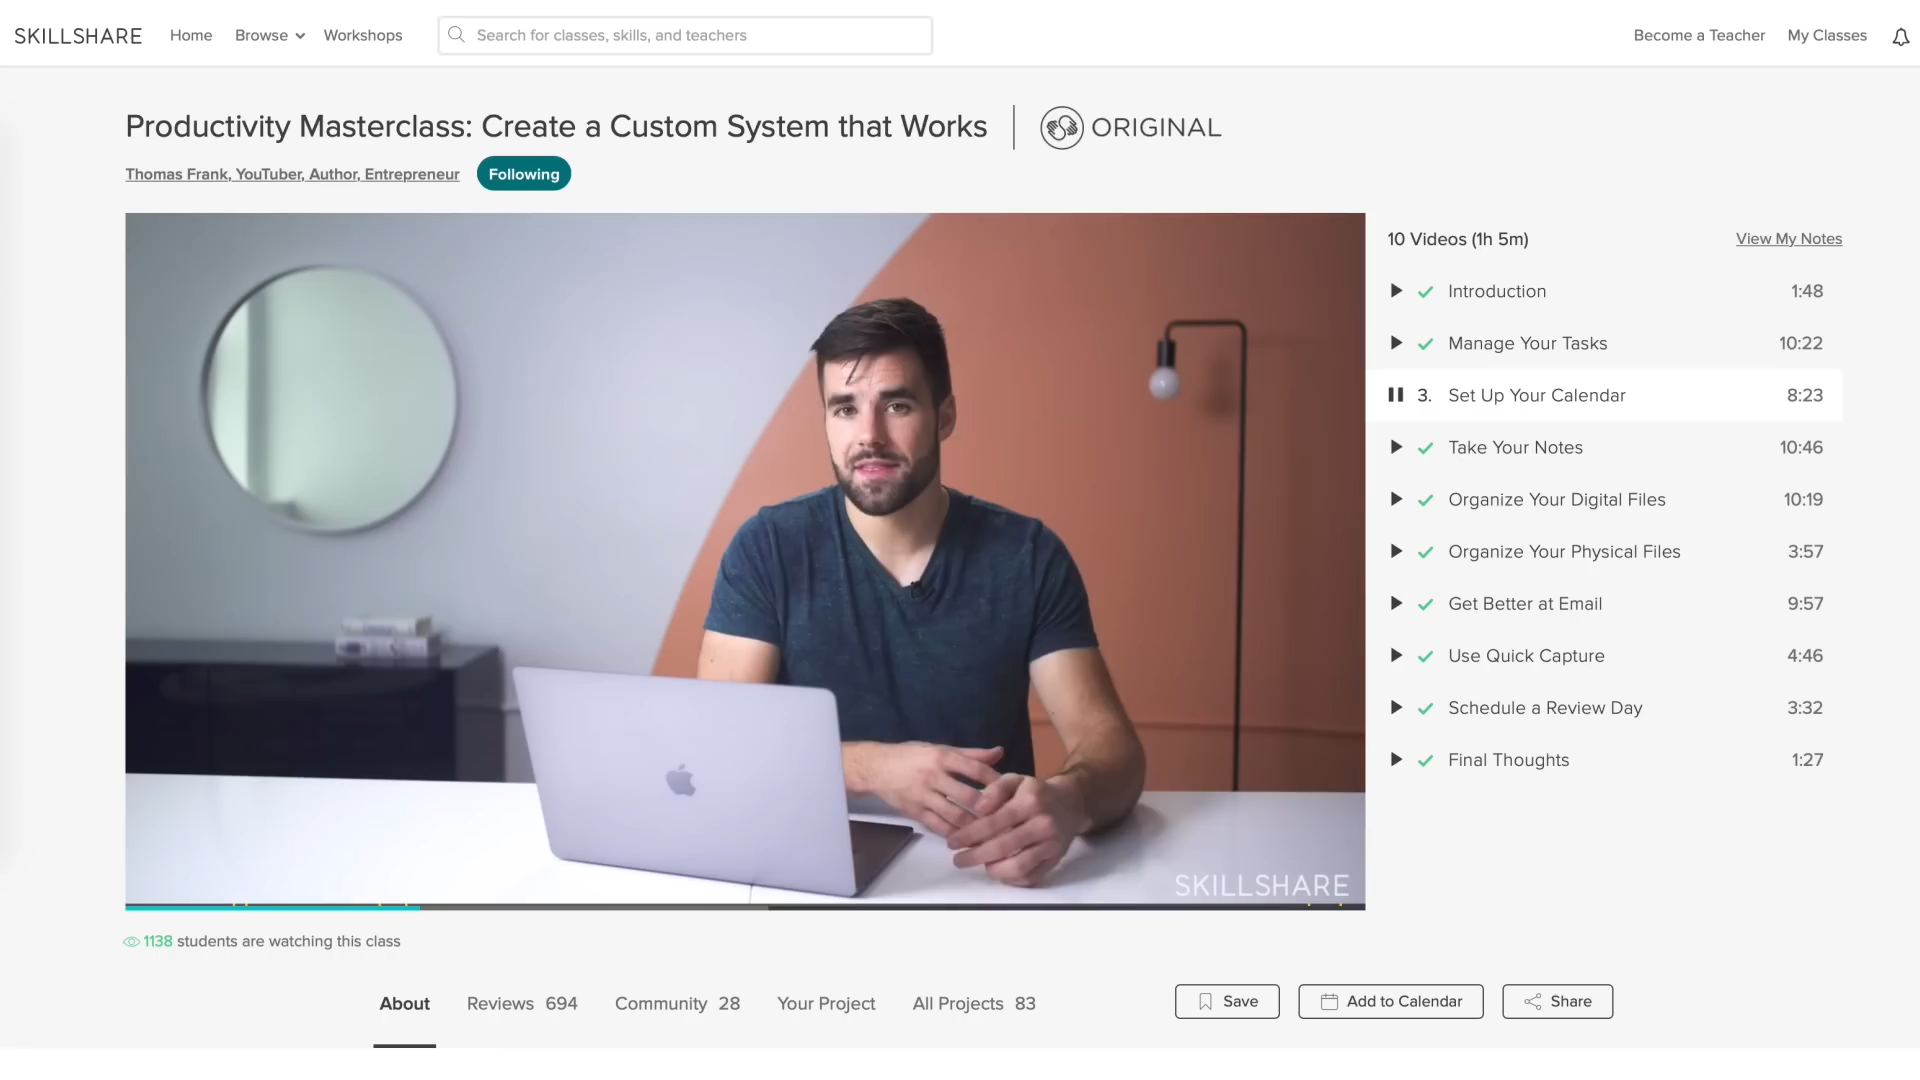 SKILLSHARE Home Browse Workshops Search for classes, skills, and teachers Become a Teacher My Classes
Productivity Masterclass: Create a Custom System that Works ORIGINAL
Thomas Frank, YouTuber, Author, Entrepreneur Following
10 Videos (1h 5m) View My Notes
Introduction 1:48
Manage Your Tasks 10:22
3. Set Up Your Calendar 8:23
Take Your Notes 10:46
Organize Your Digital Files 10:19
Organize Your Physical Files 3:57
Get Better at Email 9:57
Use Quick Capture 4:46
Schedule a Review Day 3:32
Final Thoughts 1:27
SKILLSHARE
1138 students are watching this class
About Reviews 694 Community 28 Your Project All Projects 83 Save Add to Calendar Share